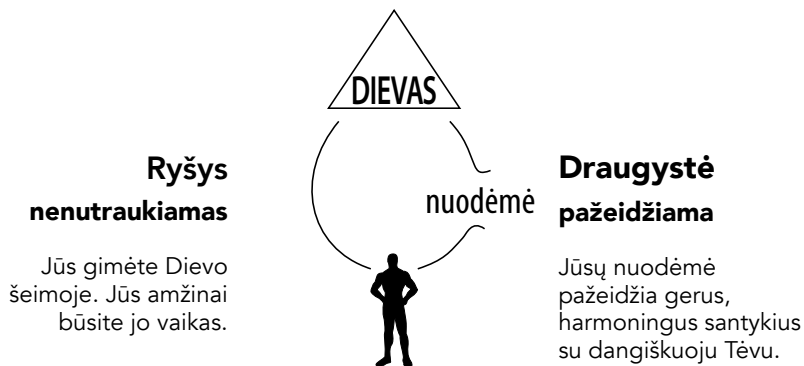 DIEVAS
Ryšys
nenutraukiamas
Jūs gimėte Dievo
šeimoje. Jūs amžinai
būsite jo vaikas.
nuodėmė
Draugystė
pažeidžiama
Jūsų nuodėmė
pažeidžia gerus,
harmoningus santykius
su dangiškuoju Tėvu.